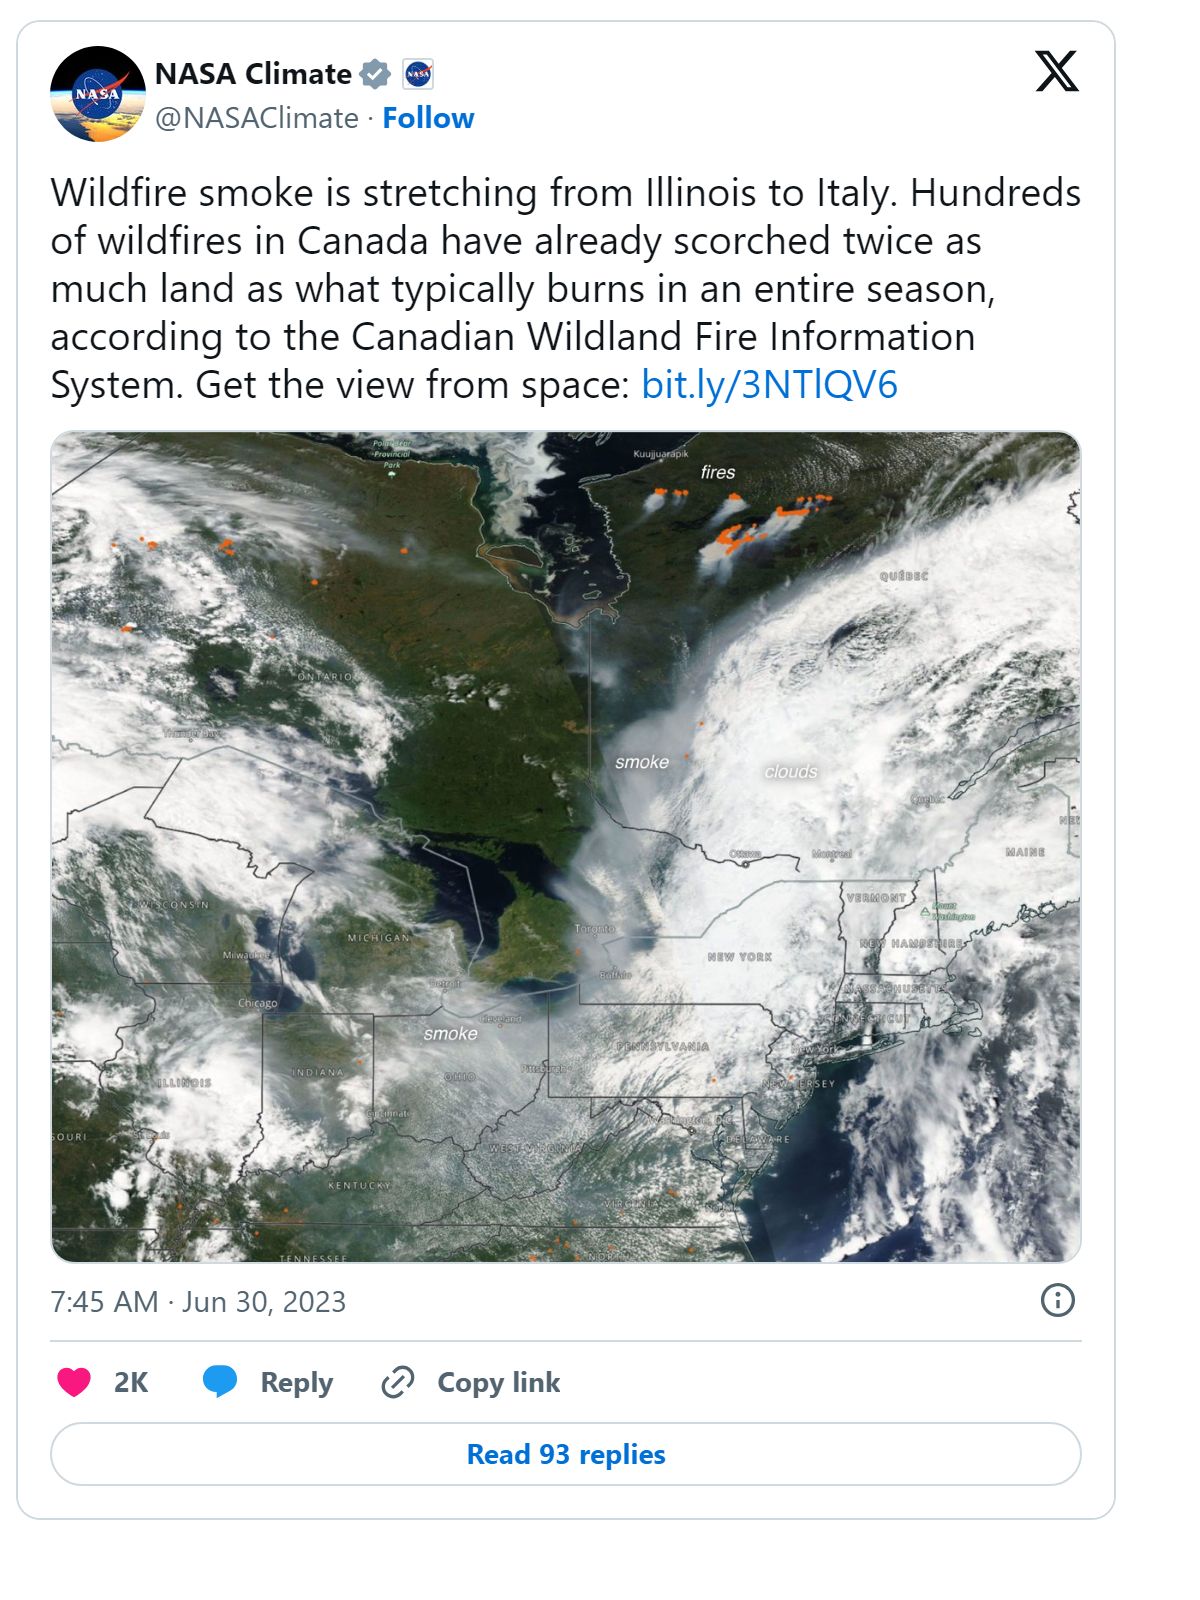 NASA Climate
@NASAClimate · Follow
Wildfire smoke is stretching from Illinois to Italy. Hundreds
of wildfires in Canada have already scorched twice as
much land as what typically burns in an entire season,
according to the Canadian Wildland Fire Information
System. Get the view from space: bit.ly/3NTlQV6
Polar Bear
Provincial
Park
Kuujjuarapik
fires
QUÉBEC
ONTARIO
Thunder Bay
smoke
clouds
Québec
NE
Ottawa
Montreal
MAINE
VERMONT
Mount
Washington
WISCONSIN
MICHIGAN
Toronto
NEW HAMPSHIRE
Milwaukee
NEW YORK
Buffalo
Detroit
MASSACHUSETTS
Chicago
CONNECTICUT
Cleveland
smoke
PENNSYLVANIA
New York
Pittsburgh
INDIANA
OHIO
ILLINOIS
NEW JERSEY
Cincinnati
Washington, D.C.
SOURI
St. Louis
DELAWARE
WEST VIRGINIA
KENTUCKY
VIRGINIA
TENNESSEE
NORT
7:45 AM · Jun 30, 2023
2K
Reply
Copy link
Read 93 replies